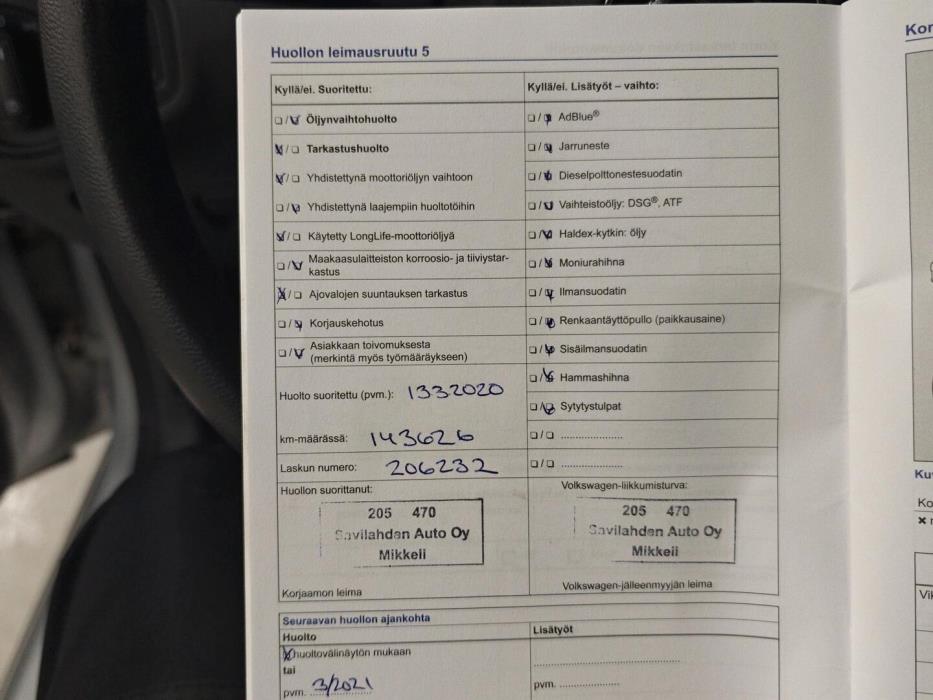 Huollon leimausruutu 5
Kyllä/ei. Suoritettu:
□/□ Öljynvaihtohuolto
□/□ Tarkastushuolto
□/□ Yhdistettynä moottoriöljyn vaihtoon
□/□ Yhdistettynä laajempiin huoltotöihin
□/□ Käytetty LongLife-moottoriöljyä
□/□ Maakaasulaitteiston korroosio- ja tiiviystar-
kastus
□/□ Ajovalojen suuntauksen tarkastus
□/□ Korjauskehotus
□/□ Asiakkaan toivomuksesta
(merkintä myös työmääräykseen)
Huolto suoritettu (pvm.): 1332020
km-määrässä: 143626
Laskun numero: 206232
Huollon suorittanut:
205 470
Savilahden Auto Oy
Mikkeli
Korjaamon leima
Kyllä/ei. Lisätyöt – vaihto:
□/□ AdBlue®
□/□ Jarruneste
□/□ Dieselpolttonestesuodatin
□/□ Vaihteistoöljy: DSG®, ATF
□/□ Haldex-kytkin: öljy
□/□ Moniurahihna
□/□ Ilmansuodatin
□/□ Renkaantäyttöpullo (paikkausaine)
□/□ Sisäilmansuodatin
□/□ Hammashihna
□/□ Sytytystulpat
□/□ ......................
□/□ ......................
Volkswagen-liikkumisturva:
205 470
Savilahden Auto Oy
Mikkeli
Volkswagen-jälleenmyyjän leima
Seuraavan huollon ajankohta
Huolto
huoltovälinäytön mukaan
tai
pvm. 3/2021
Lisätyöt
pvm. ......................
Kor
Ku
Ko
Vi